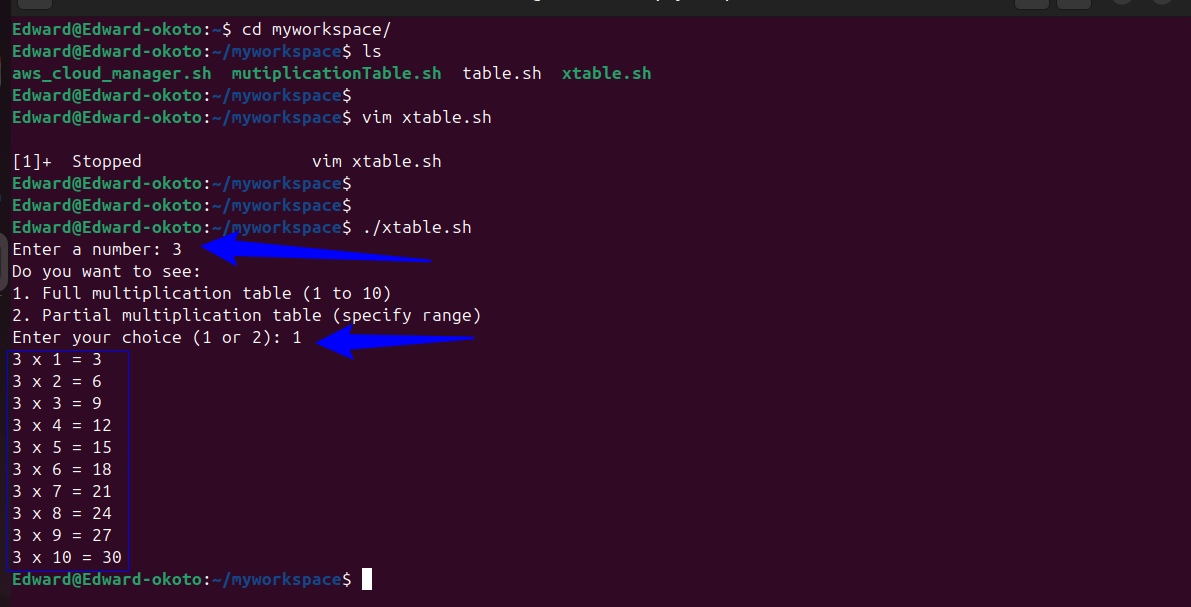 Edward@Edward-okoto:~$ cd myworkspace/
Edward@Edward-okoto:~/myworkspace$ ls
aws_cloud_manager.sh  mutiplicationTable.sh  table.sh  xtable.sh
Edward@Edward-okoto:~/myworkspace$
Edward@Edward-okoto:~/myworkspace$ vim xtable.sh
[1]+  Stopped                 vim xtable.sh
Edward@Edward-okoto:~/myworkspace$
Edward@Edward-okoto:~/myworkspace$
Edward@Edward-okoto:~/myworkspace$ ./xtable.sh
Enter a number: 3
Do you want to see:
1. Full multiplication table (1 to 10)
2. Partial multiplication table (specify range)
Enter your choice (1 or 2): 1
3 x 1 = 3
3 x 2 = 6
3 x 3 = 9
3 x 4 = 12
3 x 5 = 15
3 x 6 = 18
3 x 7 = 21
3 x 8 = 24
3 x 9 = 27
3 x 10 = 30
Edward@Edward-okoto:~/myworkspace$